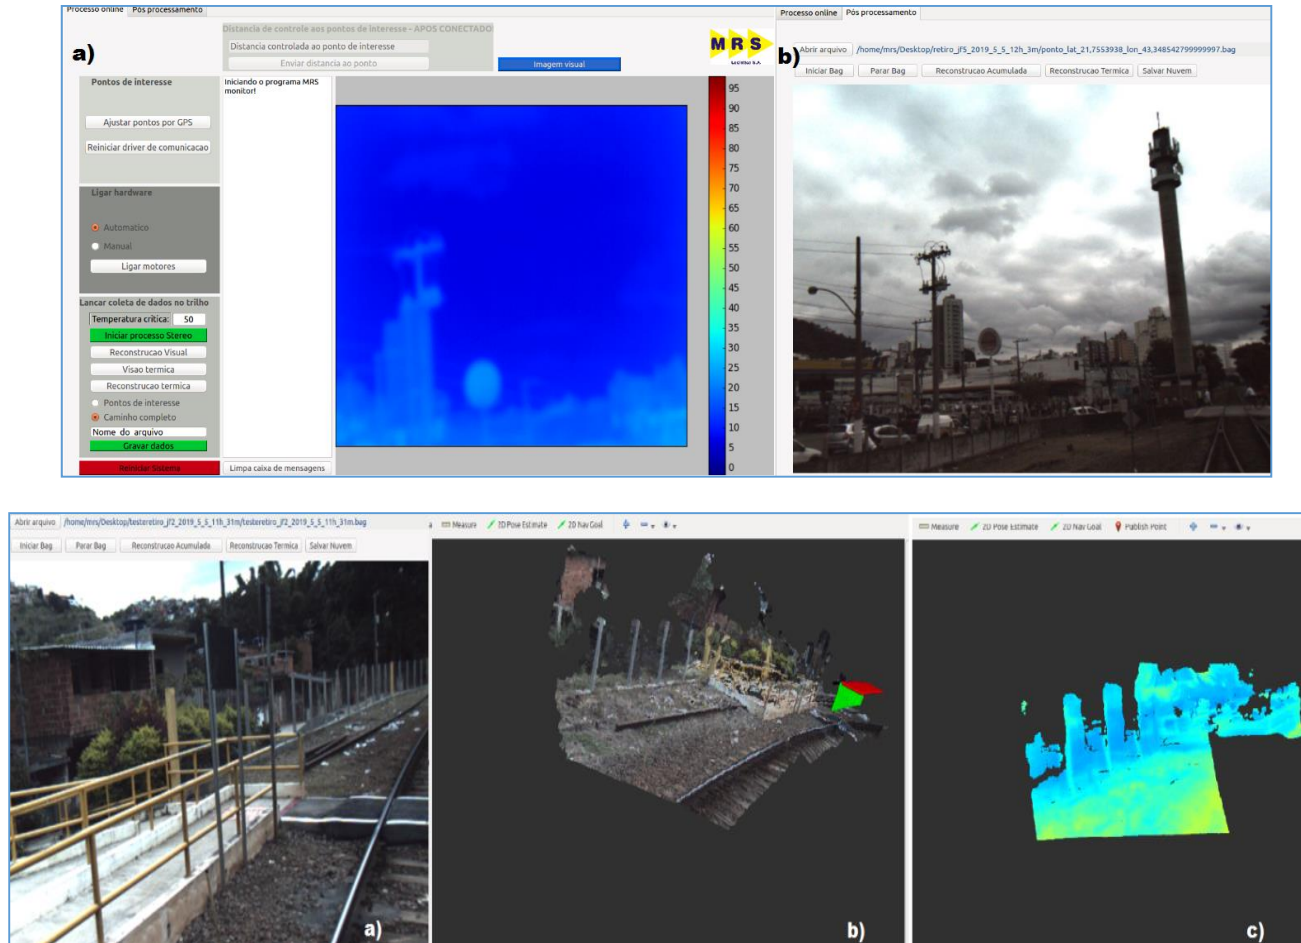 Processo online Pós processamento
a)
Distancia de controle aos pontos de interesse - APOS CONECTADO
Distancia controlada ao ponto de interesse
Enviar distancia ao ponto
Imagem visual
MRS
Pontos de interesse
Ajustar pontos por GPS
Reiniciar driver de comunicacao
Ligar hardware
Automatico
Manual
Ligar motores
Lancar coleta de dados no trilho
Temperatura critica: 50
Iniciar processo Stereo
Reconstrucao Visual
Visao termica
Reconstrucao termica
Pontos de interesse
Caminho completo
Nome do arquivo
Gravar dados
Reiniciar Sistema
Iniciando o programa MRS
monitor!
Limpa caixa de mensagens
95
90
85
80
75
70
65
60
55
50
45
40
35
30
25
20
15
10
5
0
Processo online Pós processamento
b)
Abrir arquivo /home/mrs/Desktop/retiro_jf5_2019_5_5_12h_3m/ponto_lat_21,7553938_lon_43,348542799999997.bag
Iniciar Bag Parar Bag Reconstrucao Acumulada Reconstrucao Termica Salvar Nuvem
Abrir arquivo /home/mrs/Desktop/testeretiro_jf2_2019_5_5_11h_31m/testeretiro_jf2_2019_5_5_11h_31m.bag
Iniciar Bag Parar Bag Reconstrucao Acumulada Reconstrucao Termica Salvar Nuvem
a)
Measure 2D Pose Estimate 2D Nav Goal
b)
Measure 2D Pose Estimate 2D Nav Goal Publish Point
c)